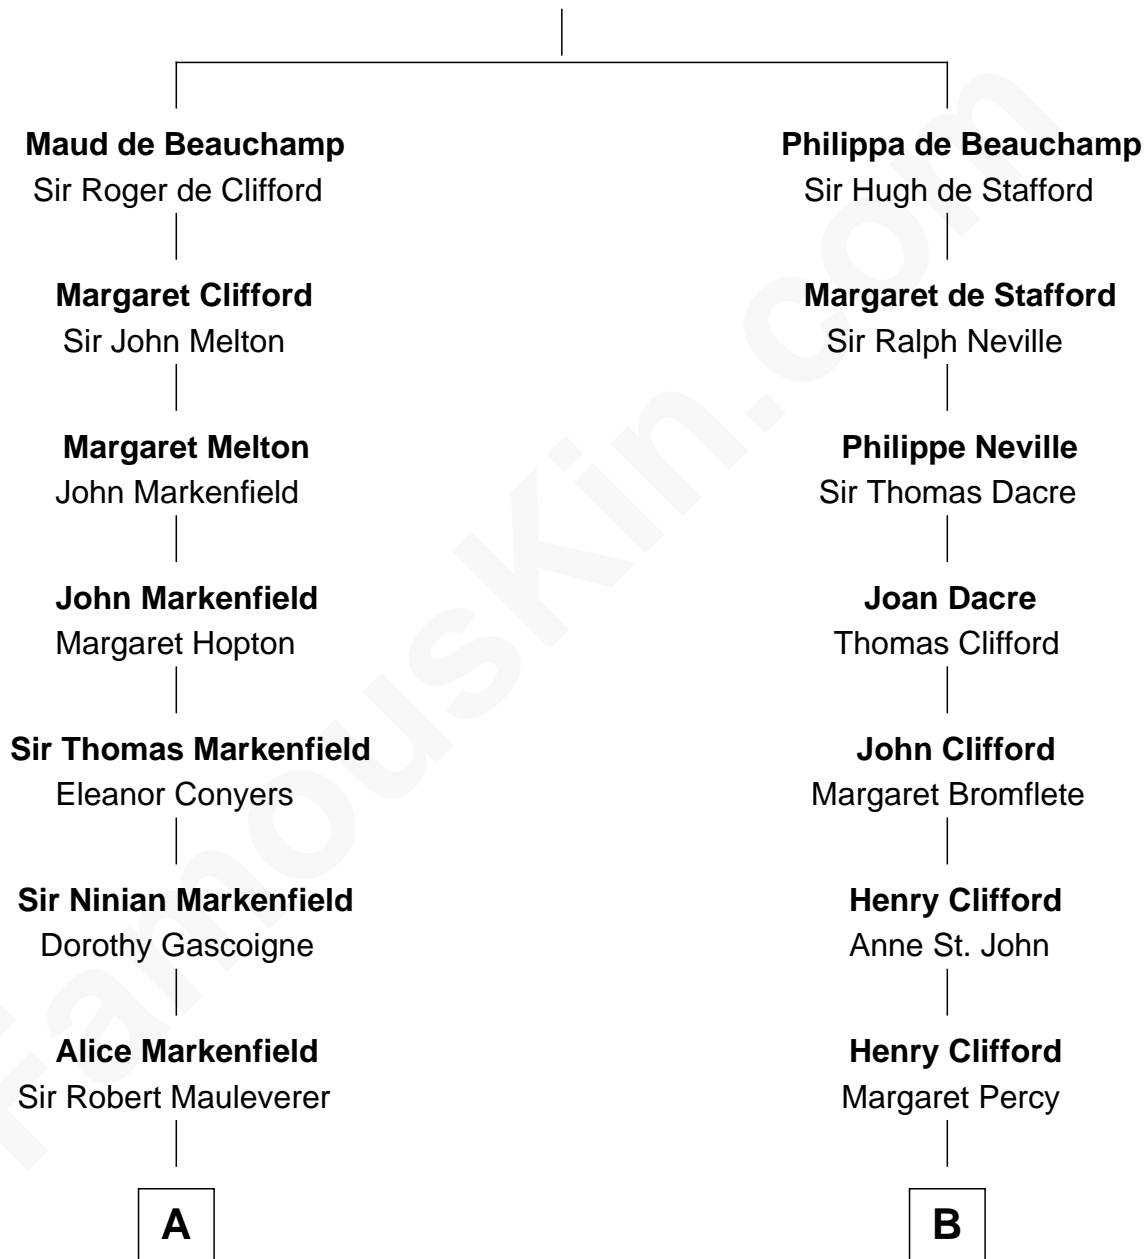 Maud de Beauchamp
Sir Roger de Clifford
Philippa de Beauchamp
Sir Hugh de Stafford
Margaret Clifford
Sir John Melton
Margaret de Stafford
Sir Ralph Neville
Margaret Melton
John Markenfield
Philippe Neville
Sir Thomas Dacre
John Markenfield
Margaret Hopton
Joan Dacre
Thomas Clifford
Sir Thomas Markenfield
Eleanor Conyers
John Clifford
Margaret Bromflete
Sir Ninian Markenfield
Dorothy Gascoigne
Henry Clifford
Anne St. John
Alice Markenfield
Sir Robert Mauleverer
Henry Clifford
Margaret Percy
A
B
FamousKin.com